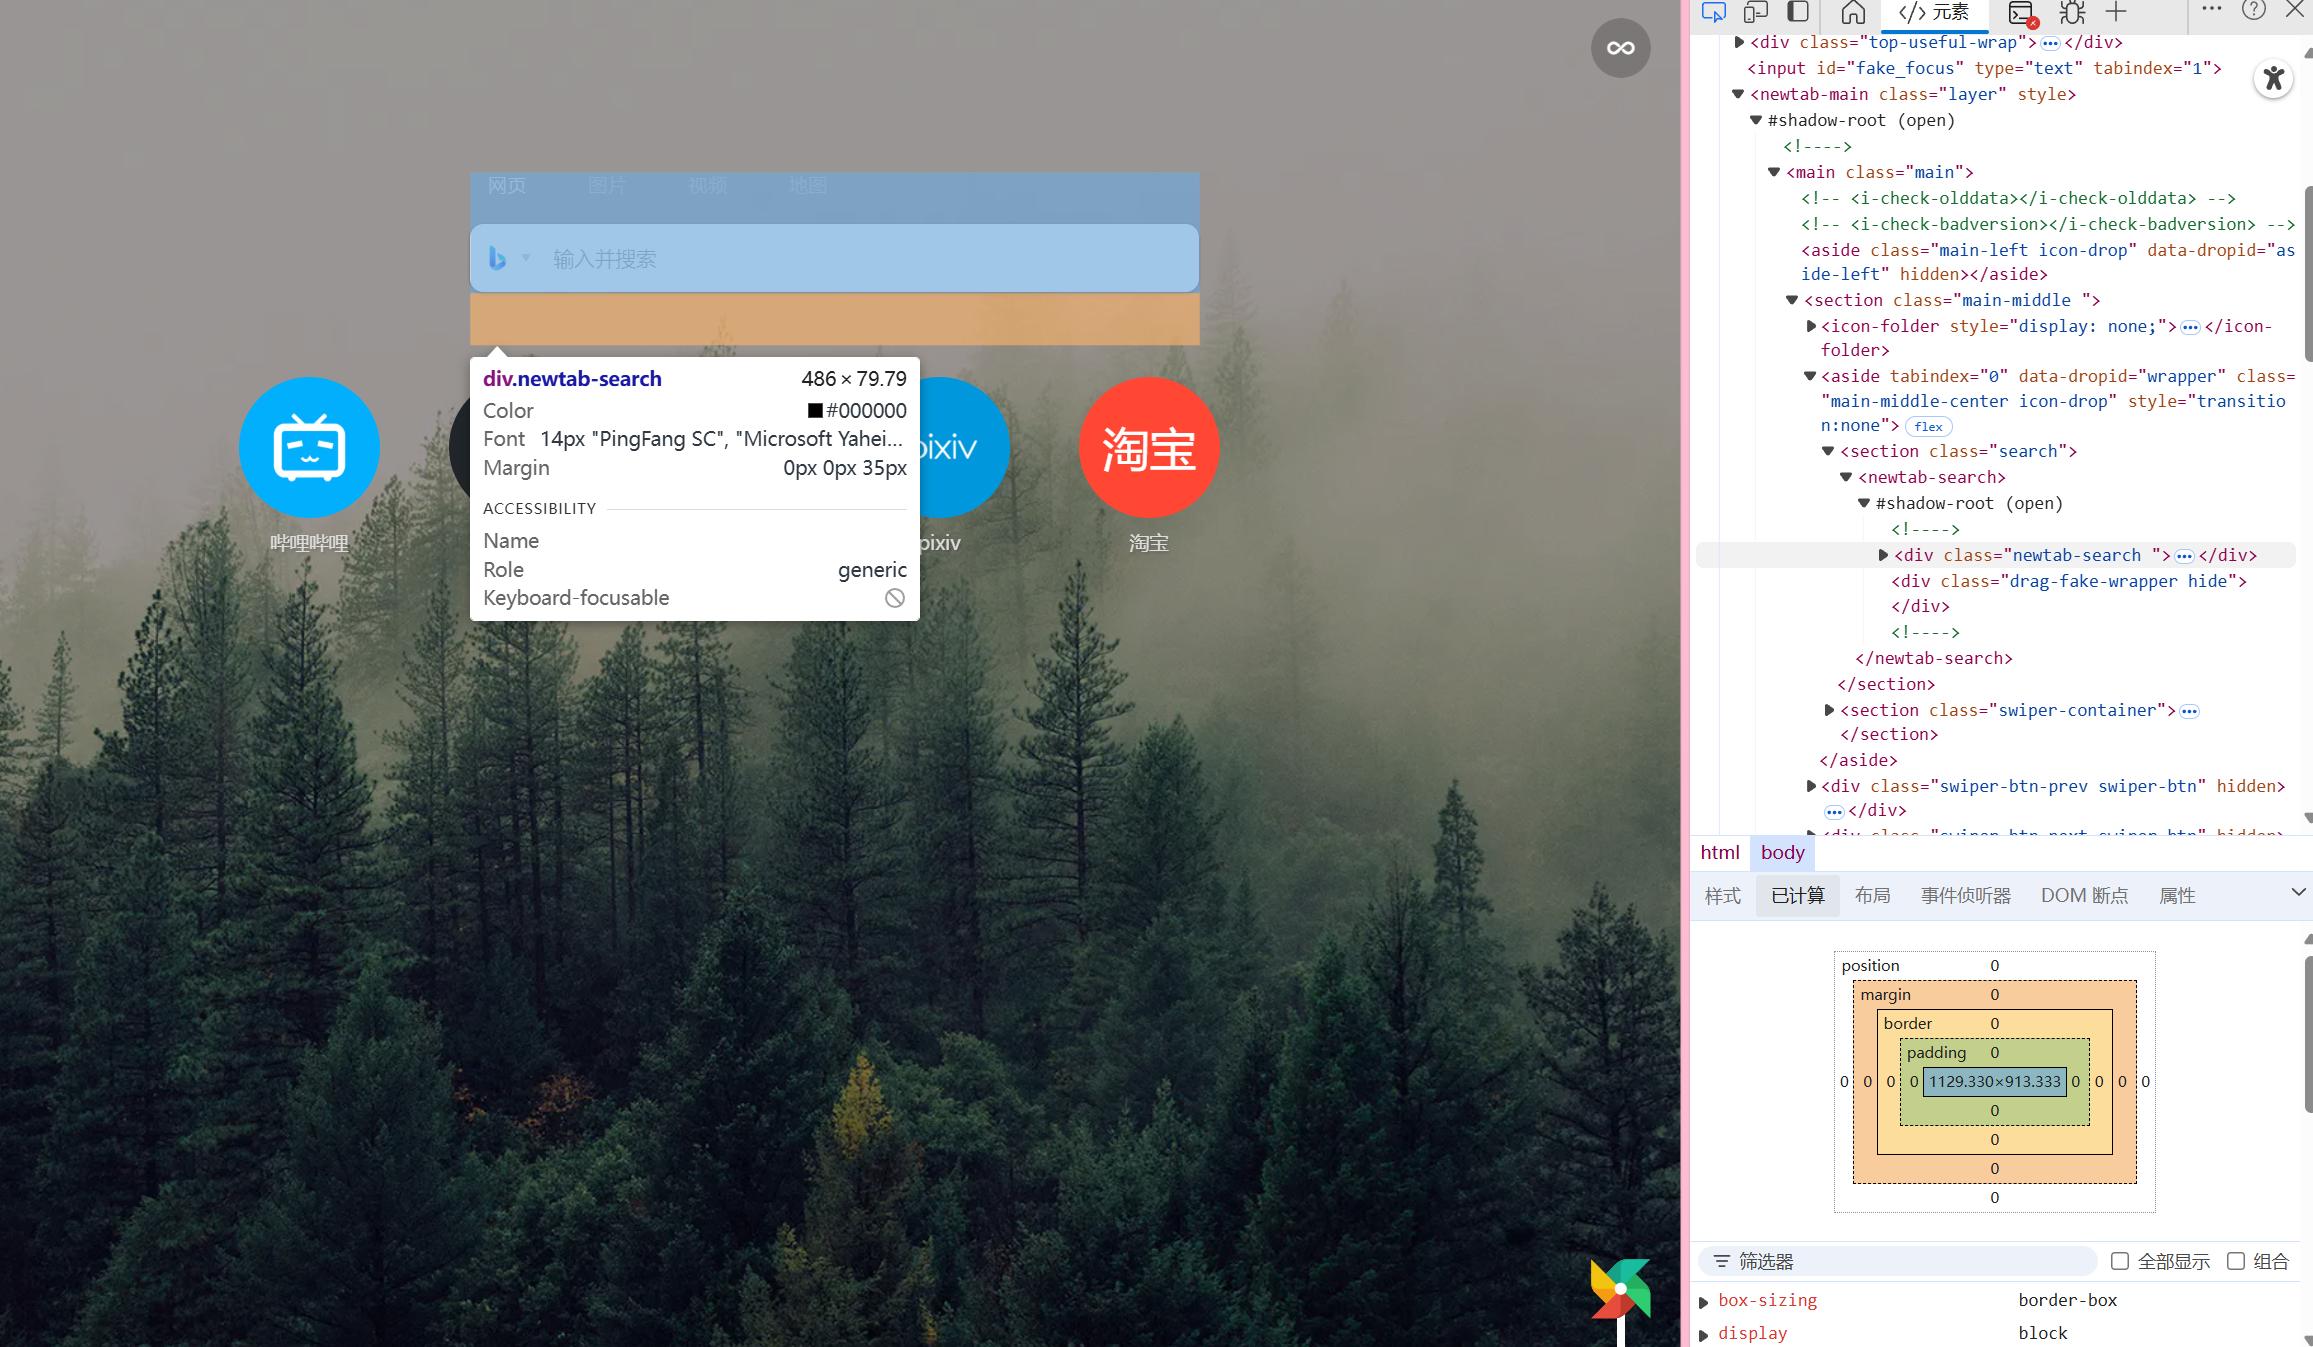 网页 图片 视频 地图
输入并搜索
div.newtab-search 486 × 79.79
Color #000000
Font 14px "PingFang SC", "Microsoft Yahei...
Margin 0px 0px 35px
ACCESSIBILITY
Name
Role generic
Keyboard-focusable
pixiv
淘宝
哔哩哔哩
pixiv
淘宝
元素
<div class="top-useful-wrap">…</div>
<input id="fake_focus" type="text" tabindex="1">
<newtab-main class="layer" style>
#shadow-root (open)
<!---->
<main class="main">
<!-- <i-check-olddata></i-check-olddata> -->
<!-- <i-check-badversion></i-check-badversion> -->
<aside class="main-left icon-drop" data-dropid="as
ide-left" hidden></aside>
<section class="main-middle ">
<icon-folder style="display: none;">…</icon-
folder>
<aside tabindex="0" data-dropid="wrapper" class=
"main-middle-center icon-drop" style="transitio
n:none"> flex
<section class="search">
<newtab-search>
#shadow-root (open)
<!---->
<div class="newtab-search ">…</div>
<div class="drag-fake-wrapper hide">
</div>
<!---->
</newtab-search>
</section>
<section class="swiper-container">…
</section>
</aside>
<div class="swiper-btn-prev swiper-btn" hidden>
…</div>
<div class="swiper-btn-next swiper-btn" hidden>
html body
样式 已计算 布局 事件侦听器 DOM 断点 属性
position 0
margin 0
border 0
padding 0
0 0 0 0 1129.330×913.333 0 0 0 0
0
0
0
0
筛选器 全部显示 组合
box-sizing border-box
display block